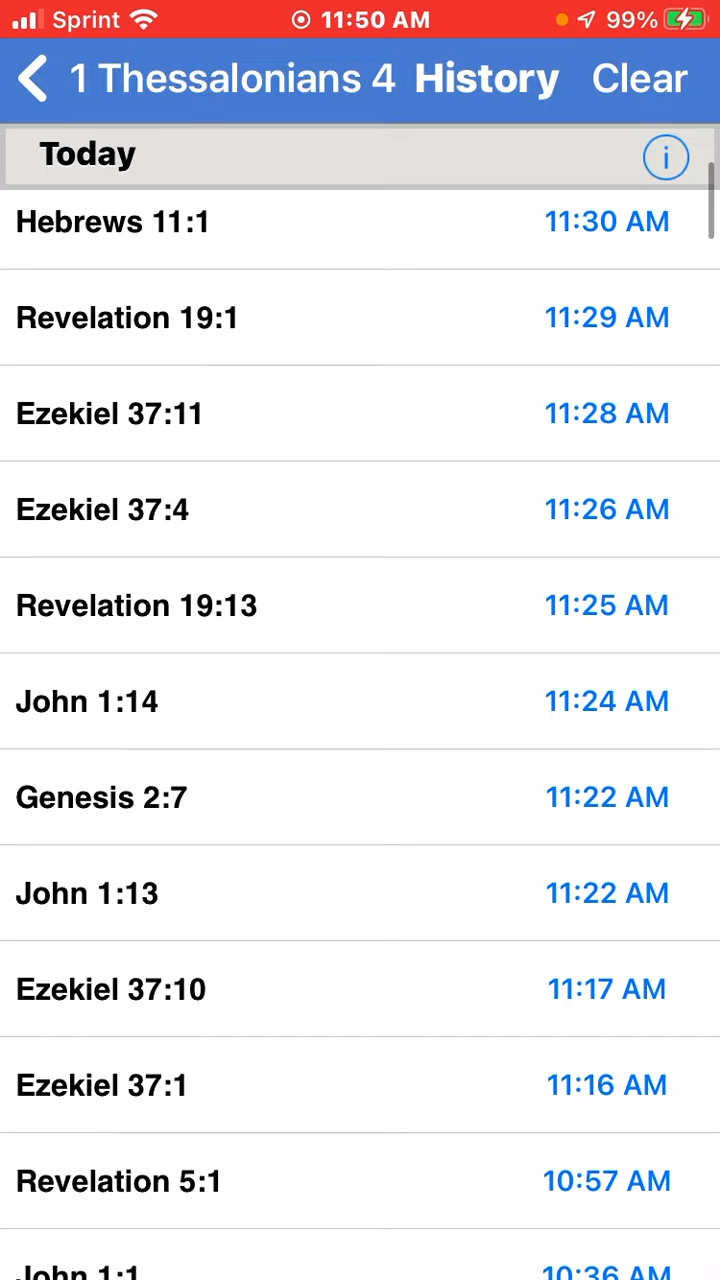 Sprint 11:50 AM 99%
1 Thessalonians 4 History Clear
Today i
Hebrews 11:1 11:30 AM
Revelation 19:1 11:29 AM
Ezekiel 37:11 11:28 AM
Ezekiel 37:4 11:26 AM
Revelation 19:13 11:25 AM
John 1:14 11:24 AM
Genesis 2:7 11:22 AM
John 1:13 11:22 AM
Ezekiel 37:10 11:17 AM
Ezekiel 37:1 11:16 AM
Revelation 5:1 10:57 AM
John 1:1 10:36 AM